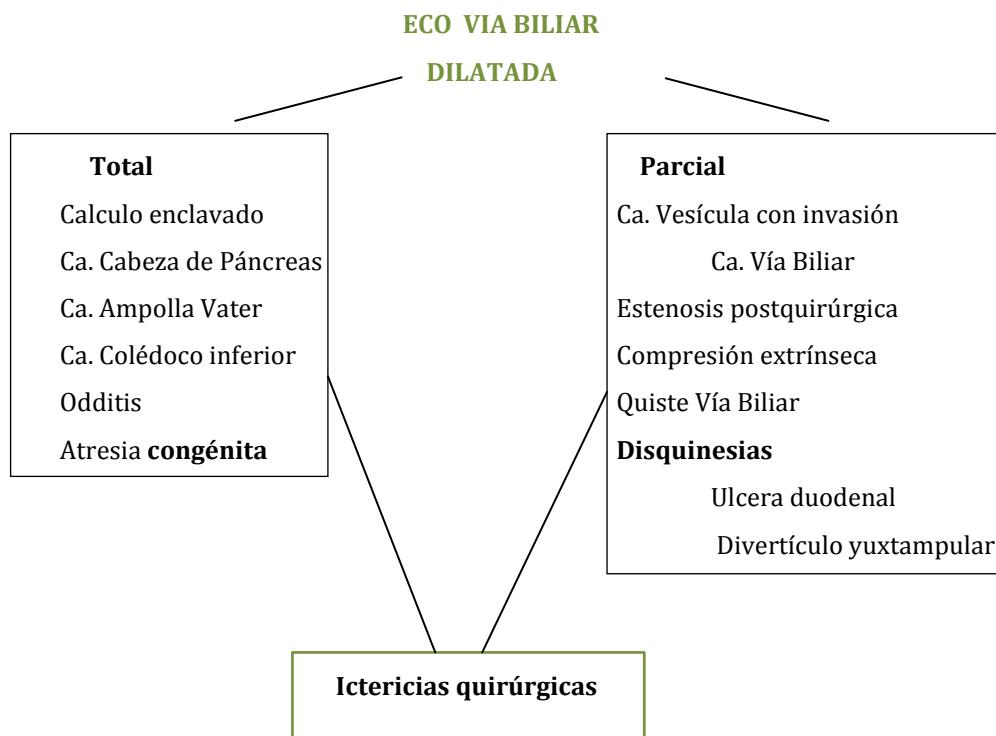 ECO VIA BILIAR
DILATADA
Total
Calculo enclavado
Ca. Cabeza de Páncreas
Ca. Ampolla Vater
Ca. Colédoco inferior
Odditis
Atresia congénita
Parcial
Ca. Vesícula con invasión
Ca. Vía Biliar
Estenosis postquirúrgica
Compresión extrínseca
Quiste Vía Biliar
Disquinesias
Ulcera duodenal
Divertículo yuxtampular
Ictericias quirúrgicas